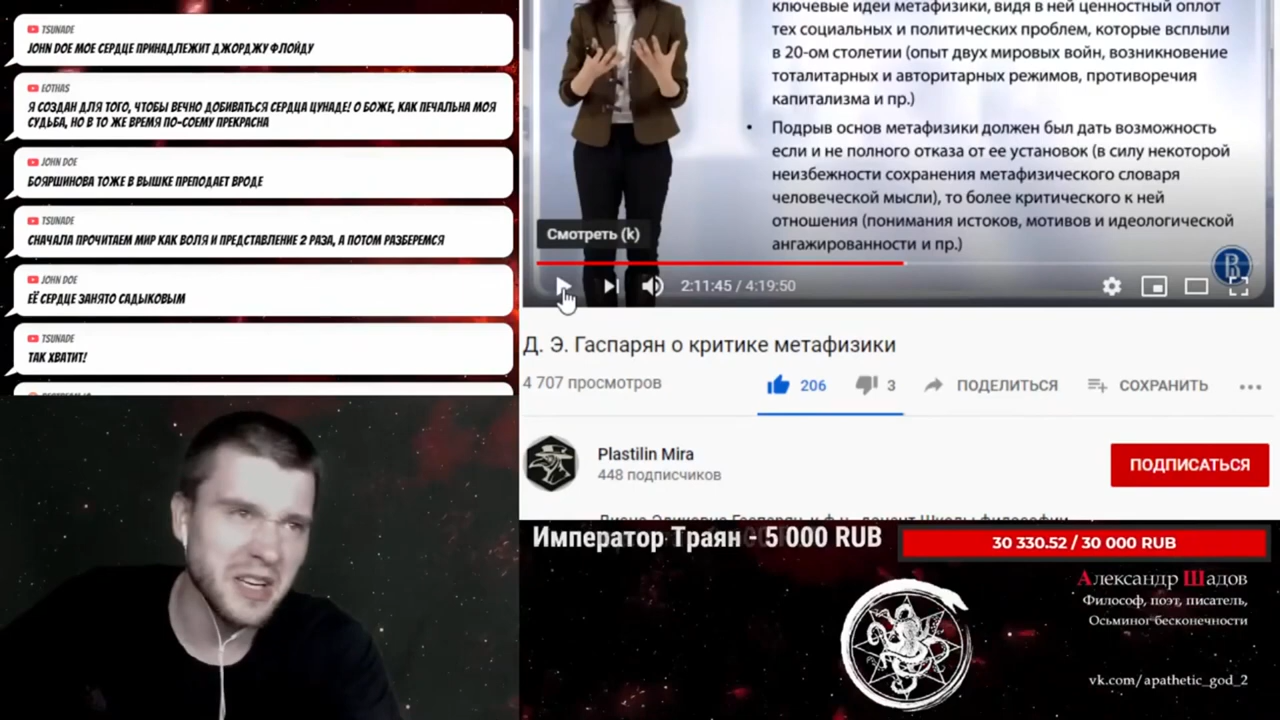 TSUNADE
JOHN DOE МОЕ СЕРДЦЕ ПРИНАДЛЕЖИТ ДЖОРДЖУ ФЛОЙДУ
EOTHAS
Я СОЗДАН ДЛЯ ТОГО, ЧТОБЫ ВЕЧНО ДОБИВАТЬСЯ СЕРДЦА ЦУНАДЕ! О БОЖЕ, КАК ПЕЧАЛЬНА МОЯ
СУДЬБА, НО В ТО ЖЕ ВРЕМЯ ПО-СОЕМУ ПРЕКРАСНА
JOHN DOE
БОЯРШИНОВА ТОЖЕ В ВЫШКЕ ПРЕПОДАЕТ ВРОДЕ
TSUNADE
СНАЧАЛА ПРОЧИТАЕМ МИР КАК ВОЛЯ И ПРЕДСТАВЛЕНИЕ 2 РАЗА, А ПОТОМ РАЗБЕРЕМСЯ
JOHN DOE
ЕЁ СЕРДЦЕ ЗАНЯТО САДЫКОВЫМ
TSUNADE
ТАК ХВАТИТ!
ключевые идеи метафизики, видя в ней ценностный оплот
тех социальных и политических проблем, которые всплыли
в 20-ом столетии (опыт двух мировых войн, возникновение
тоталитарных и авторитарных режимов, противоречия
капитализма и пр.)
• Подрыв основ метафизики должен был дать возможность
если и не полного отказа от ее установок (в силу некоторой
неизбежности сохранения метафизического словаря
человеческой мысли), то более критического к ней
отношения (понимания истоков, мотивов и идеологической
ангажированности и пр.)
Смотреть (k)
2:11:45 / 4:19:50
Д. Э. Гаспарян о критике метафизики
4 707 просмотров
206
3
ПОДЕЛИТЬСЯ
СОХРАНИТЬ
Plastilin Mira
448 подписчиков
ПОДПИСАТЬСЯ
Император Траян - 5 000 RUB
30 330.52 / 30 000 RUB
Александр Шадов
Философ, поэт, писатель,
Осьминог бесконечности
vk.com/apathetic_god_2